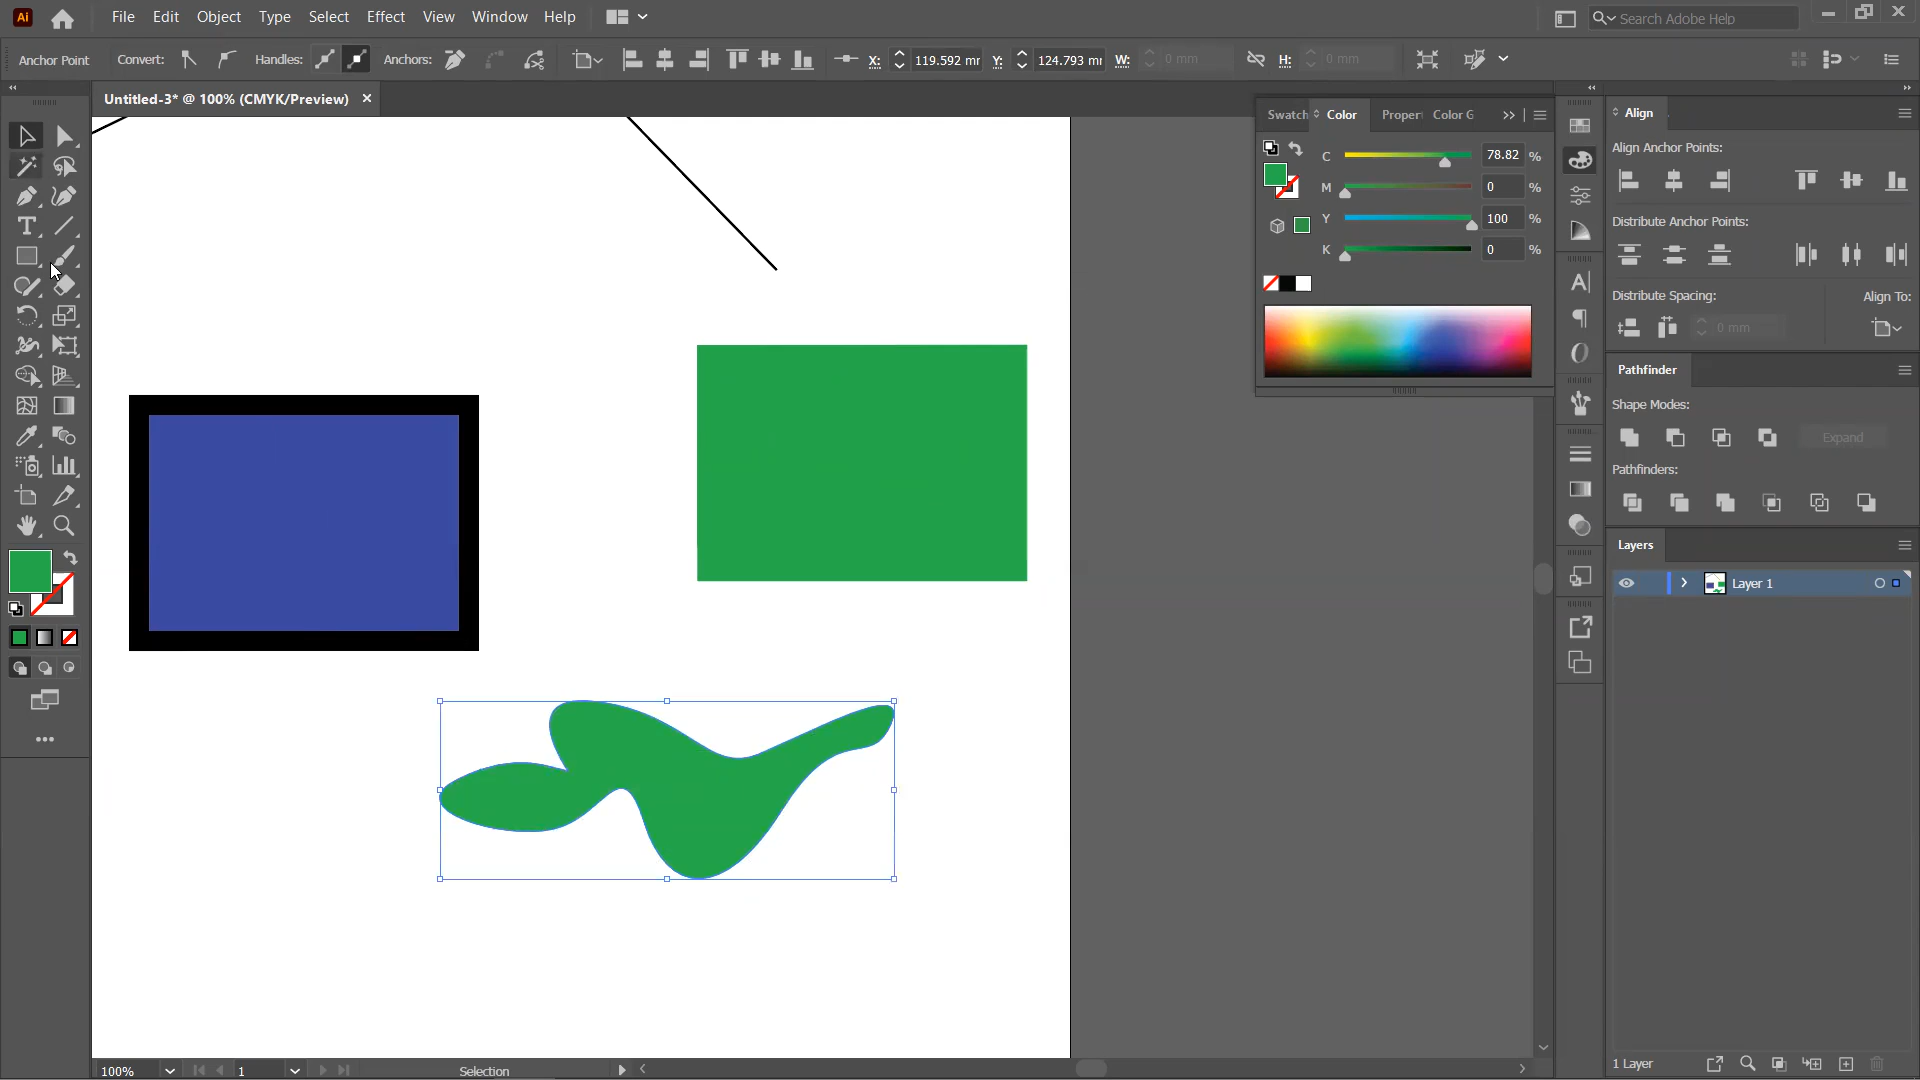 Ai File Edit Object Type Select Effect View Window Help Search Adobe Help
Anchor Point Convert: Handles: Anchors: X: 119.592 mm Y: 124.793 mm W: 0 mm H: 0 mm
Untitled-3* @ 100% (CMYK/Preview)
Swatch Color Propert Color G
C 78.82 %
M 0 %
Y 100 %
K 0 %
Align
Align Anchor Points:
Distribute Anchor Points:
Distribute Spacing: Align To:
0 mm
Pathfinder
Shape Modes:
Expand
Pathfinders:
Layers
Layer 1
1 Layer
100% 1 Selection